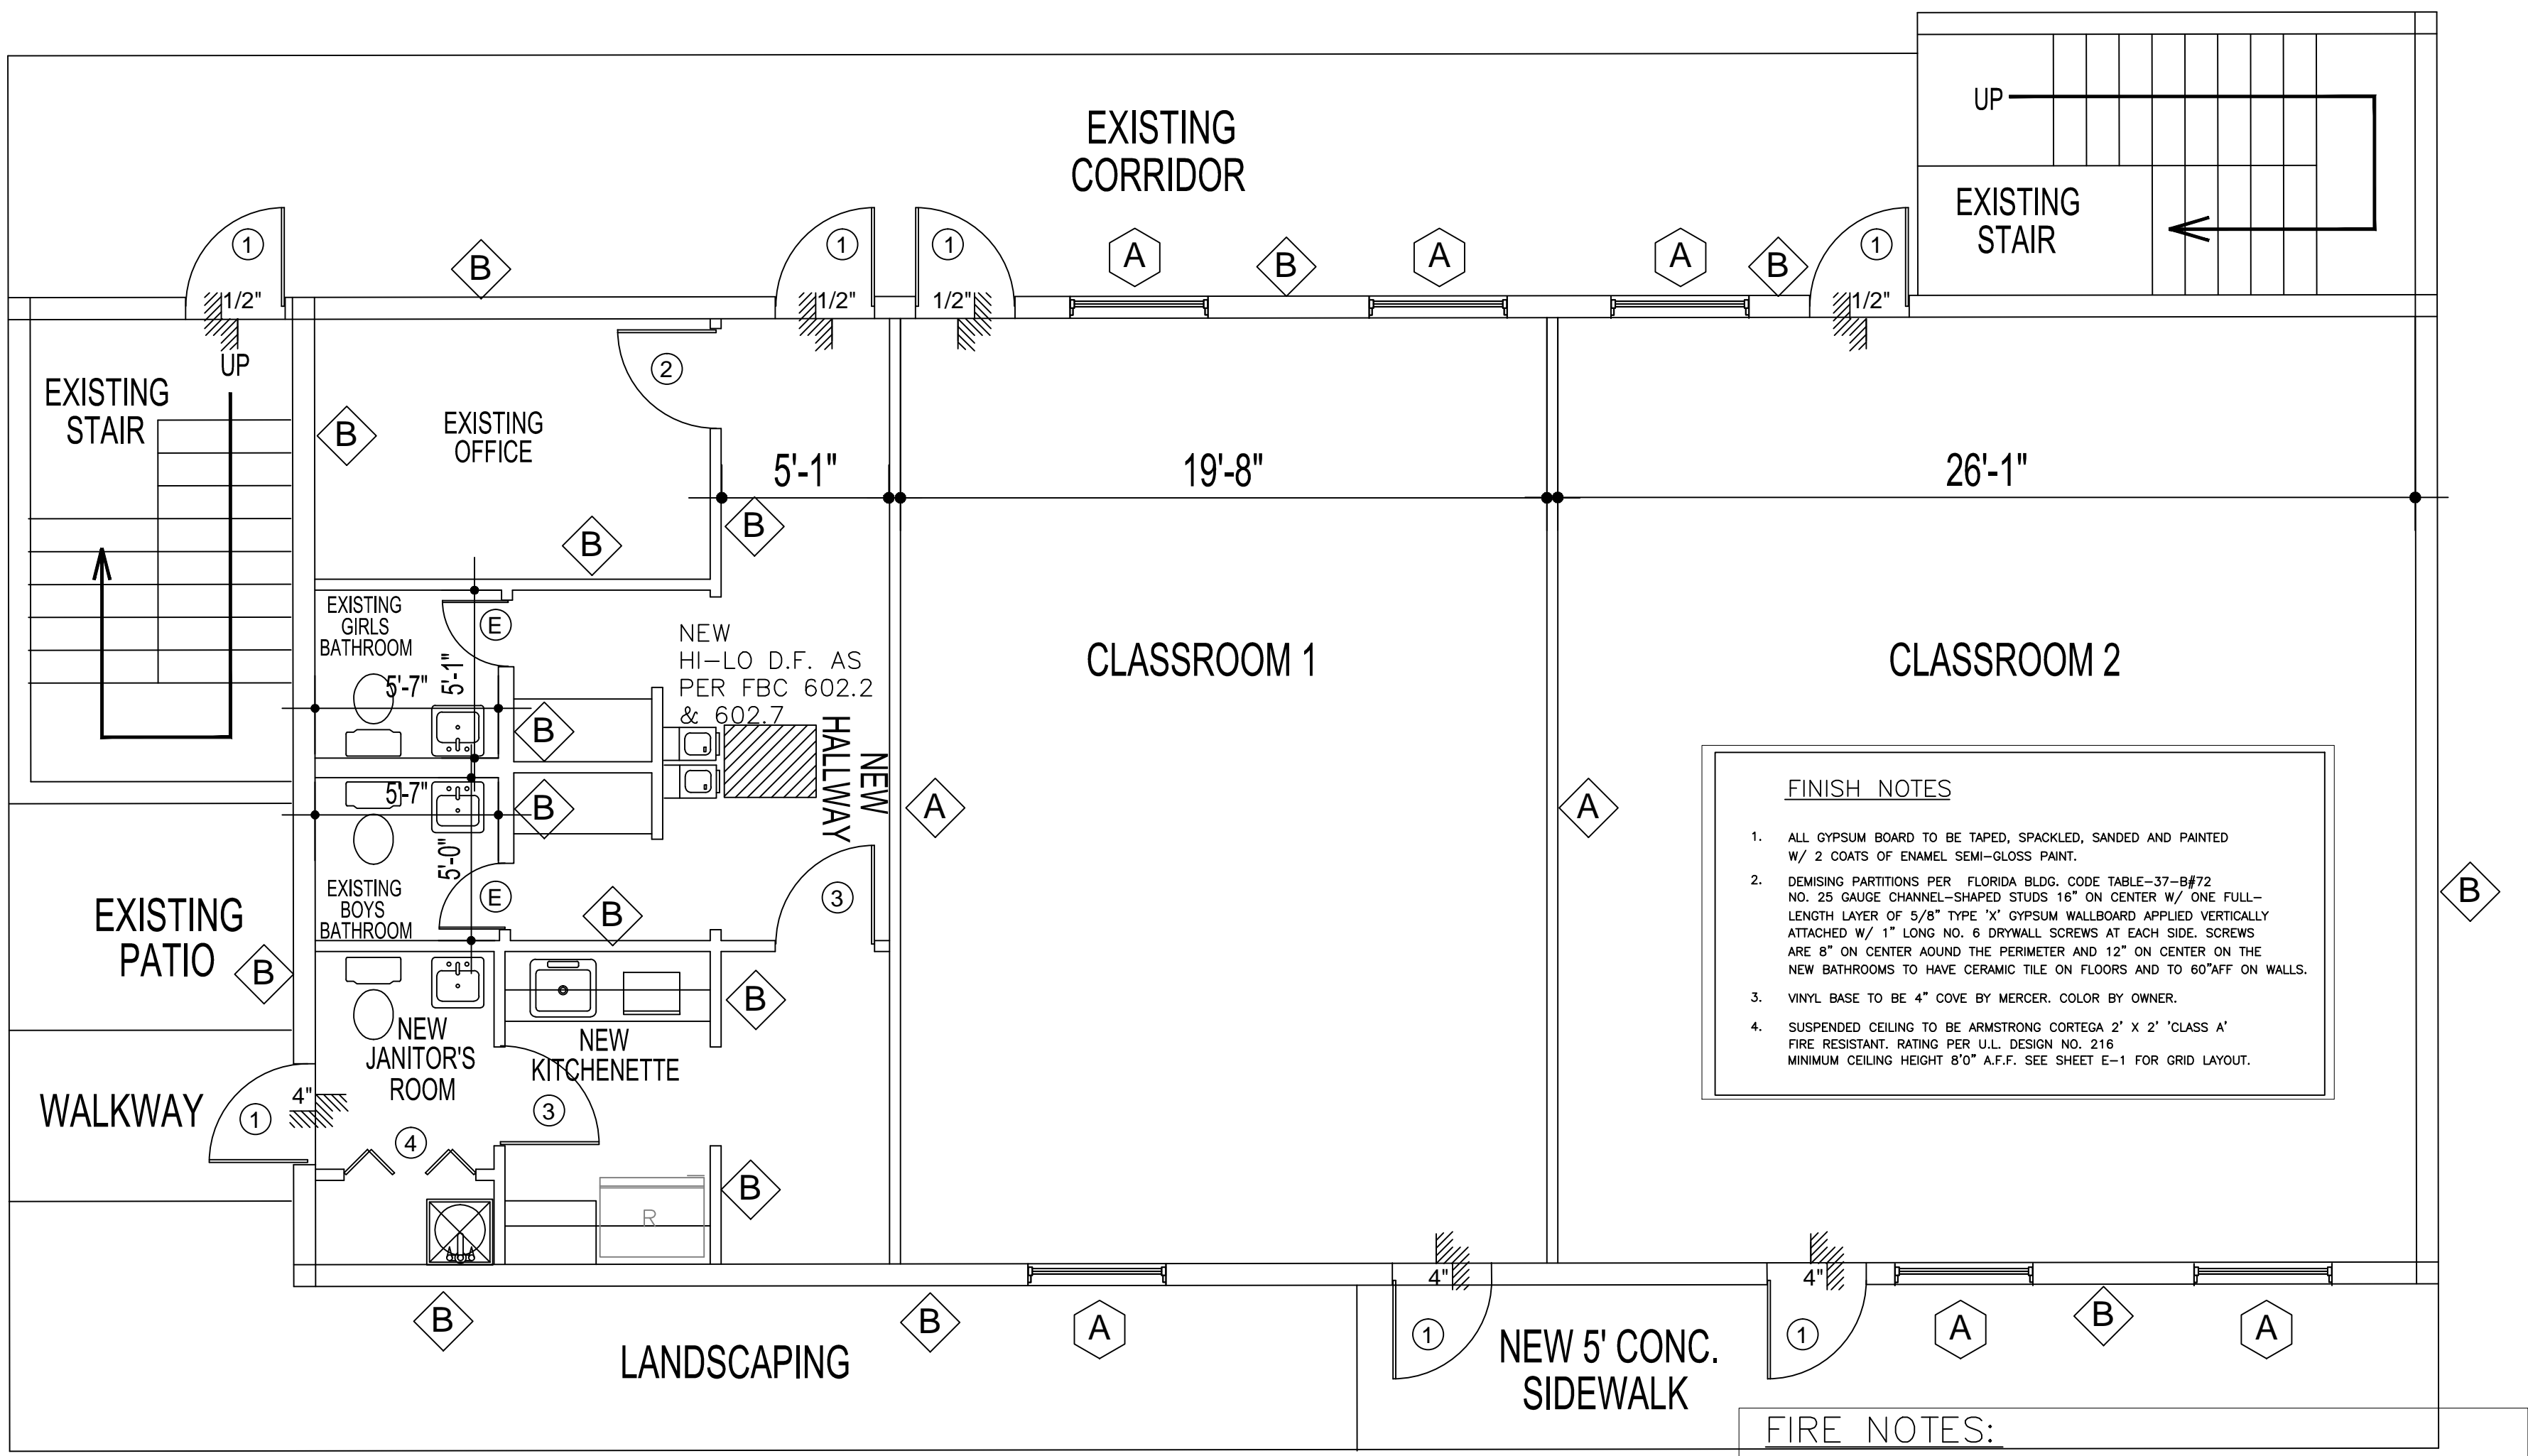 EXISTING
CORRIDOR
UP
EXISTING
STAIR
1
B
1
1
A
B
A
A
B
1
1/2"
1/2"
1/2"
1/2"
UP
EXISTING
STAIR
B
EXISTING
OFFICE
2
5'-1"
19'-8"
26'-1"
B
B
EXISTING
GIRLS
BATHROOM
E
5'-1"
5'-7"
NEW
HI-LO D.F. AS
PER FBC 602.2
& 602.7
CLASSROOM 1
CLASSROOM 2
B
NEW
HALLWAY
5'-7"
B
A
A
5'-0"
EXISTING
BOYS
BATHROOM
E
B
3
EXISTING
PATIO
B
B
NEW
JANITOR'S
ROOM
NEW
KITCHENETTE
WALKWAY
1
4"
3
4
B
R
FINISH NOTES
1. ALL GYPSUM BOARD TO BE TAPED, SPACKLED, SANDED AND PAINTED
W/ 2 COATS OF ENAMEL SEMI-GLOSS PAINT.
2. DEMISING PARTITIONS PER FLORIDA BLDG. CODE TABLE-37-B#72
NO. 25 GAUGE CHANNEL-SHAPED STUDS 16" ON CENTER W/ ONE FULL-
LENGTH LAYER OF 5/8" TYPE 'X' GYPSUM WALLBOARD APPLIED VERTICALLY
ATTACHED W/ 1" LONG NO. 6 DRYWALL SCREWS AT EACH SIDE. SCREWS
ARE 8" ON CENTER AOUND THE PERIMETER AND 12" ON CENTER ON THE
NEW BATHROOMS TO HAVE CERAMIC TILE ON FLOORS AND TO 60"AFF ON WALLS.
3. VINYL BASE TO BE 4" COVE BY MERCER. COLOR BY OWNER.
4. SUSPENDED CEILING TO BE ARMSTRONG CORTEGA 2' X 2' 'CLASS A'
FIRE RESISTANT. RATING PER U.L. DESIGN NO. 216
MINIMUM CEILING HEIGHT 8'0" A.F.F. SEE SHEET E-1 FOR GRID LAYOUT.
B
4"
4"
B
B
A
1
1
A
B
A
LANDSCAPING
NEW 5' CONC.
SIDEWALK
FIRE NOTES: